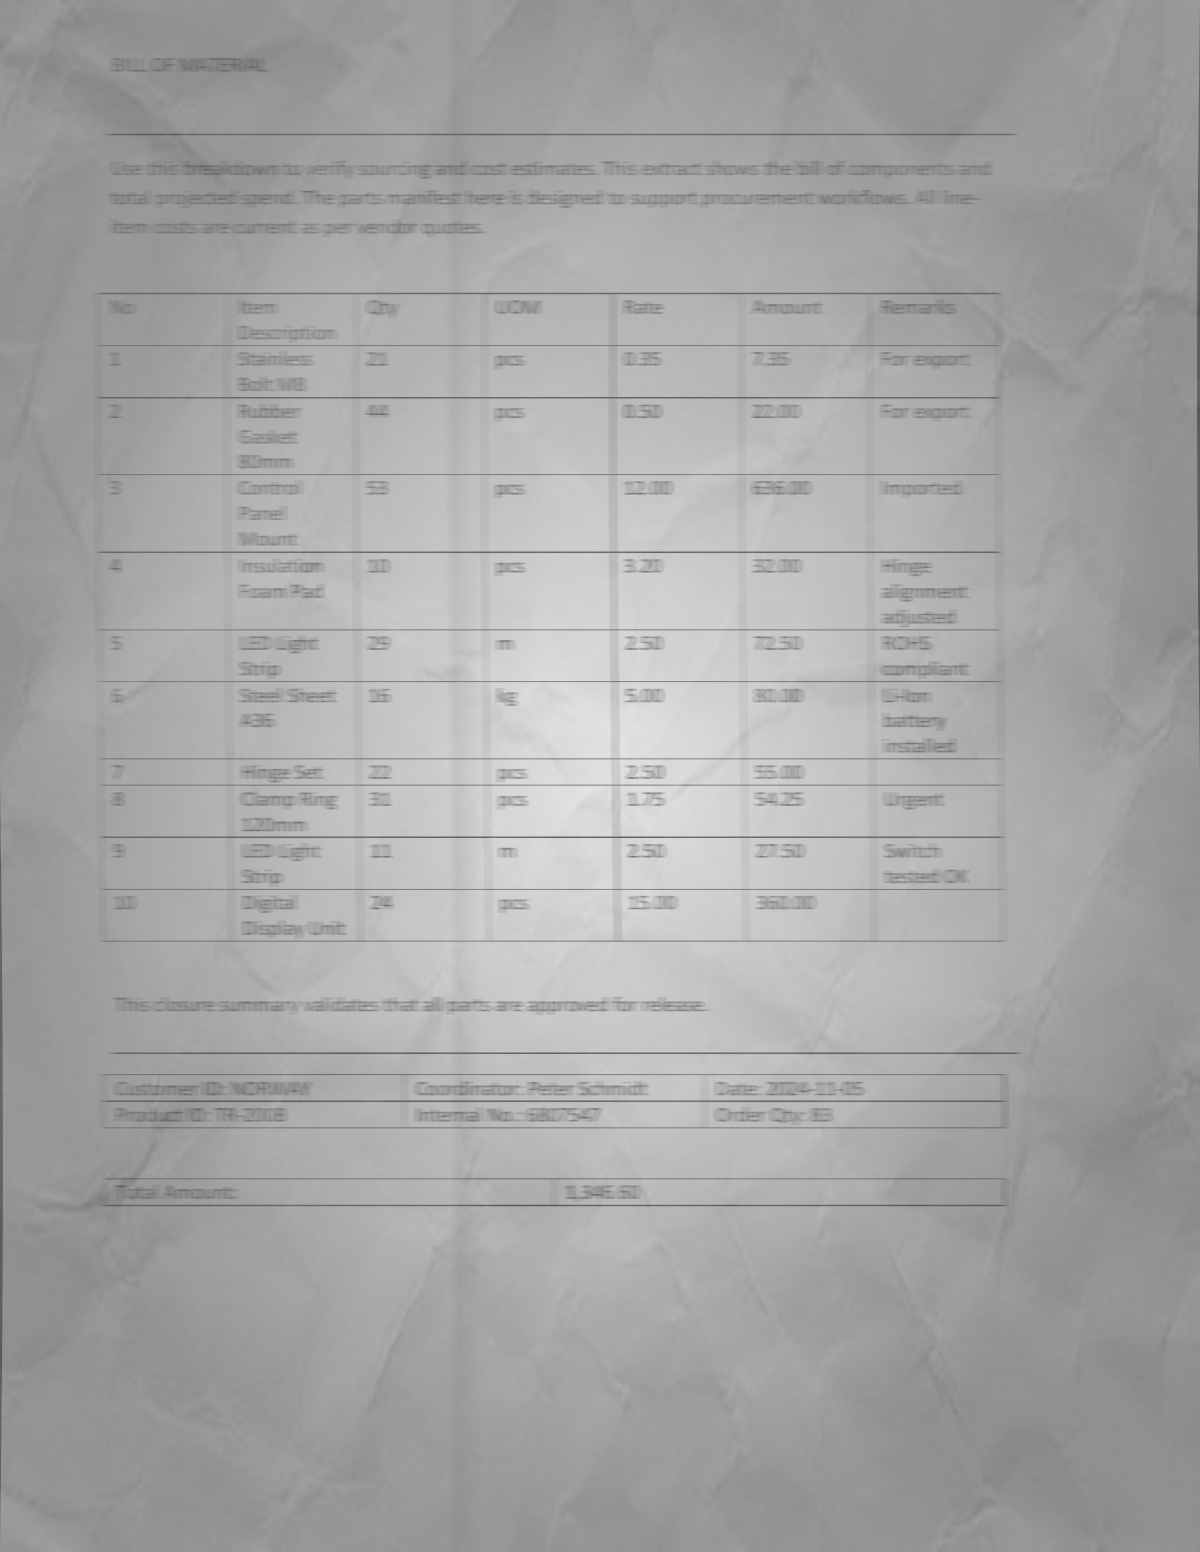 BILL OF MATERIAL
Use this breakdown to verify sourcing and cost estimates. This extract shows the bill of components and
total projected spend. The parts manifest here is designed to support procurement workflows. All line-
item costs are current as per vendor quotes.
No Item Description Qty UOM Rate Amount Remarks
1 Stainless Bolt M8 21 pcs 0.35 7.35 For export
2 Rubber Gasket 80mm 44 pcs 0.50 22.00 For export
3 Control Panel Mount 53 pcs 12.00 636.00 Imported
4 Insulation Foam Pad 10 pcs 3.20 32.00 Hinge alignment adjusted
5 LED Light Strip 29 m 2.50 72.50 ROHS compliant
6 Steel Sheet A36 16 kg 5.00 80.00 Li-Ion battery installed
7 Hinge Set 22 pcs 2.50 55.00
8 Clamp Ring 120mm 31 pcs 1.75 54.25 Urgent
9 LED Light Strip 11 m 2.50 27.50 Switch tested OK
10 Digital Display Unit 24 pcs 15.00 360.00
This closure summary validates that all parts are approved for release.
Customer ID: NORWAY Coordinator: Peter Schmidt Date: 2024-11-05
Product ID: Internal No.: 6807547 Order Qty: 83
Total Amount: 1,346.60